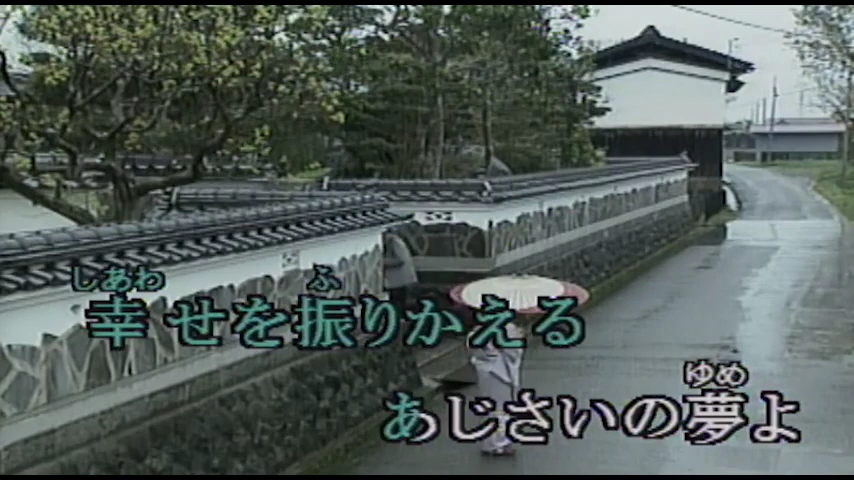 しあわ ふ
幸せを振りかえる
ゆめ
あじさいの夢よ